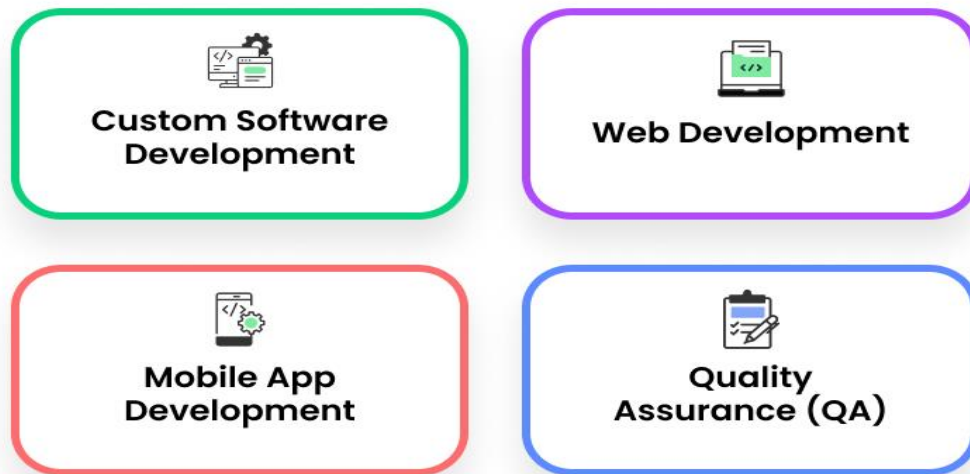 Custom Software
Development
Web Development
Mobile App
Development
Quality
Assurance (QA)